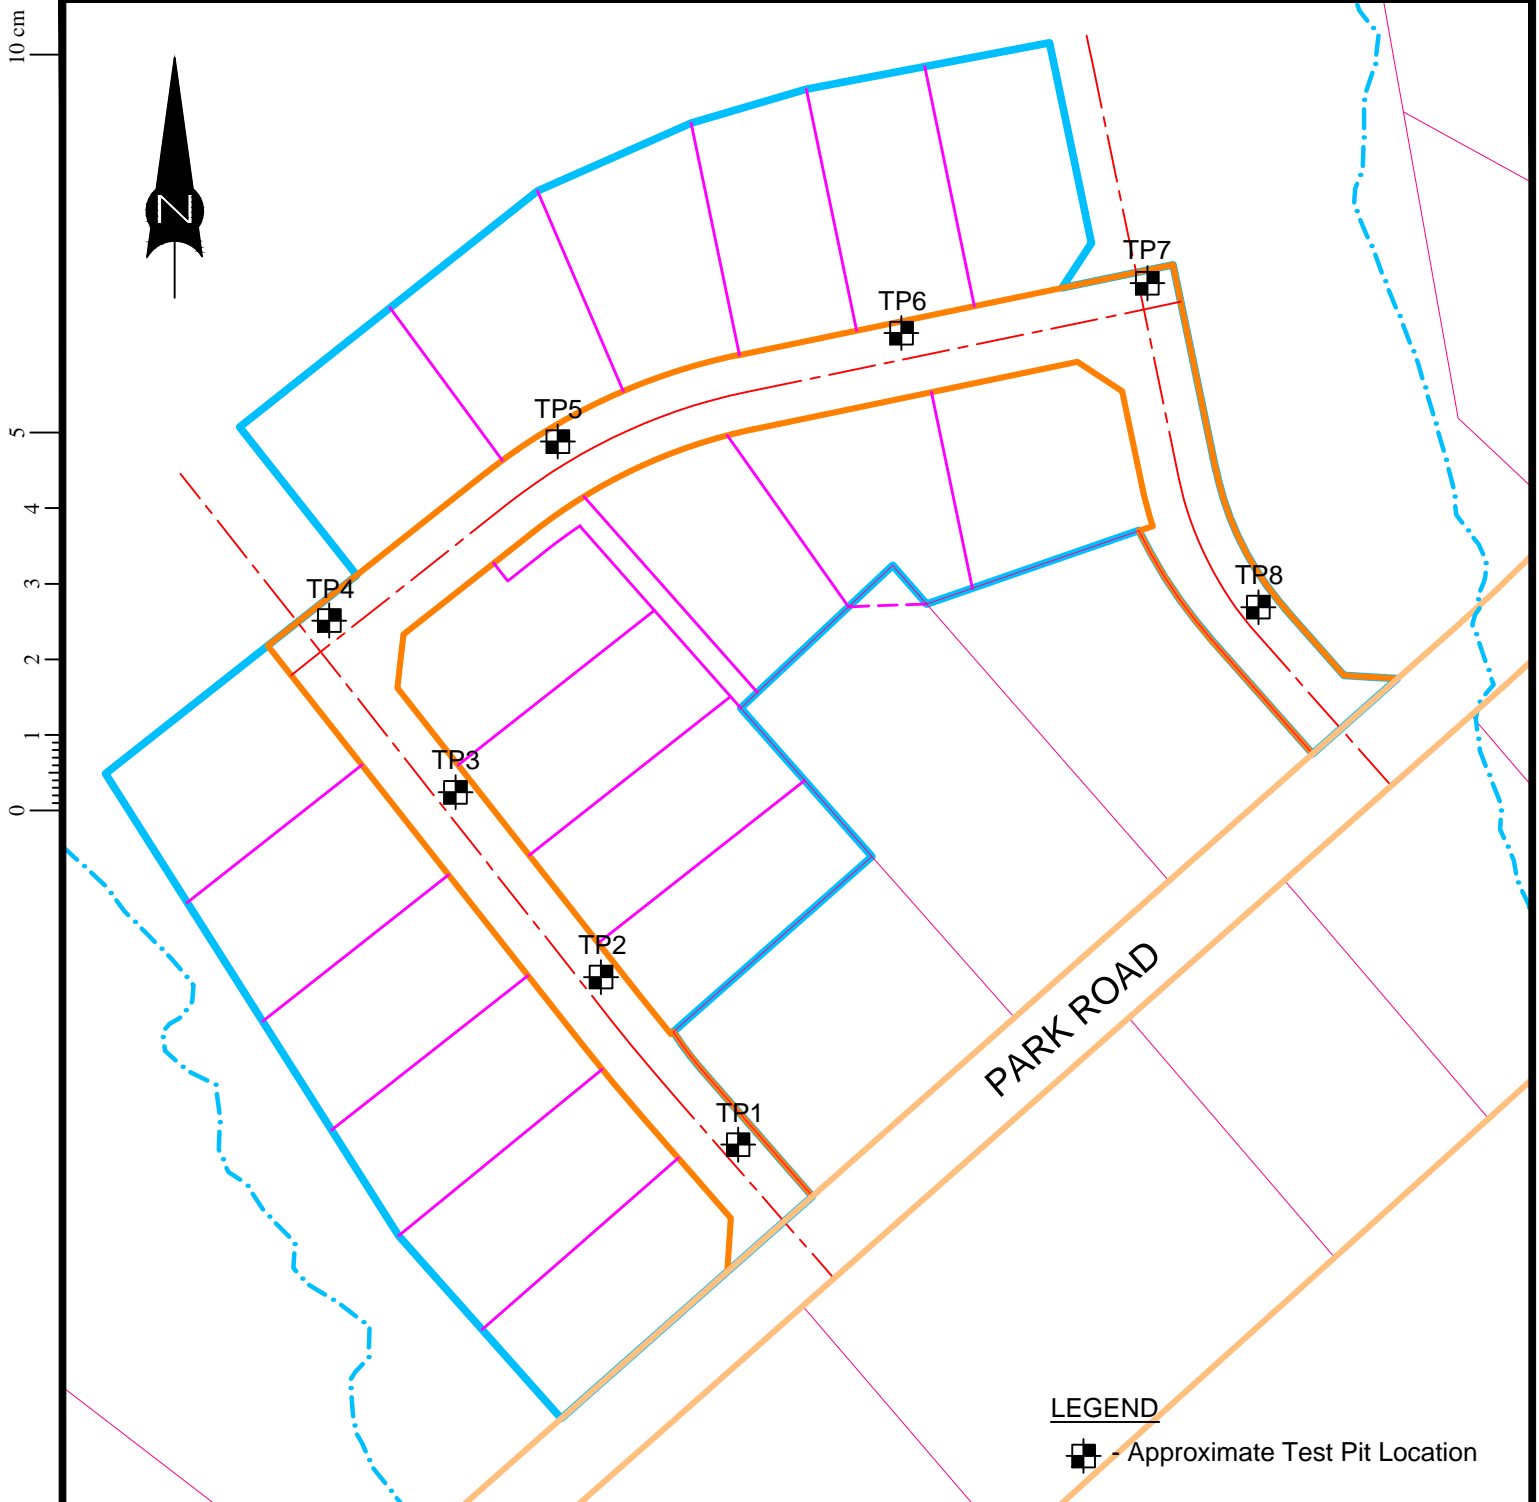 10 cm
N
TP7
TP6
TP5
5
4
3
TP4
TP8
2
1
TP3
0
TP2
PARK ROAD
TP1
LEGEND
- Approximate Test Pit Location